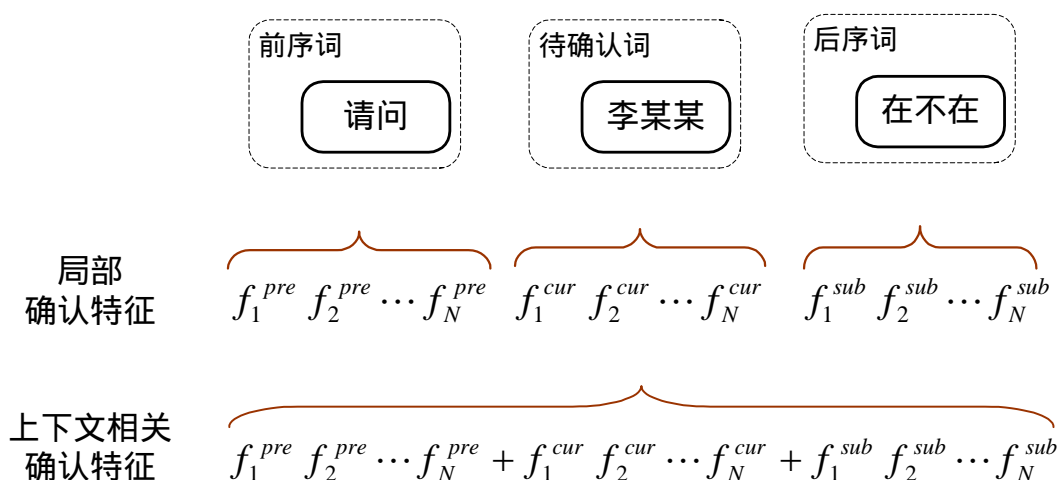 前序词
请问
待确认词
李某某
后序词
在不在
局部
确认特征
f_1^{pre} f_2^{pre} ⋯ f_N^{pre}
f_1^{cur} f_2^{cur} ⋯ f_N^{cur}
f_1^{sub} f_2^{sub} ⋯ f_N^{sub}
上下文相关
确认特征
f_1^{pre} f_2^{pre} ⋯ f_N^{pre} + f_1^{cur} f_2^{cur} ⋯ f_N^{cur} + f_1^{sub} f_2^{sub} ⋯ f_N^{sub}